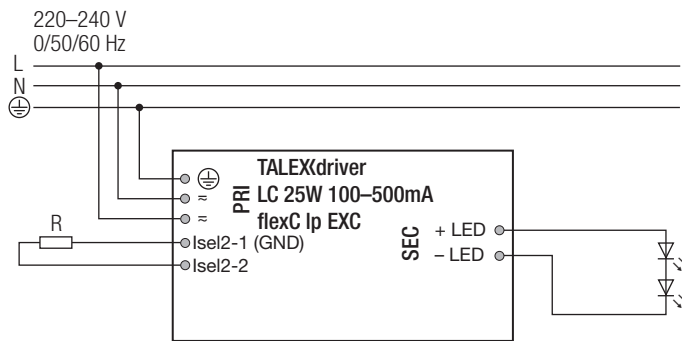 220–240 V
0/50/60 Hz
L
N
TALEXXdriver
LC 25W 100–500mA
flexC lp EXC
PRI
≈
≈
R
Isel2-1 (GND)
Isel2-2
SEC
+ LED
– LED